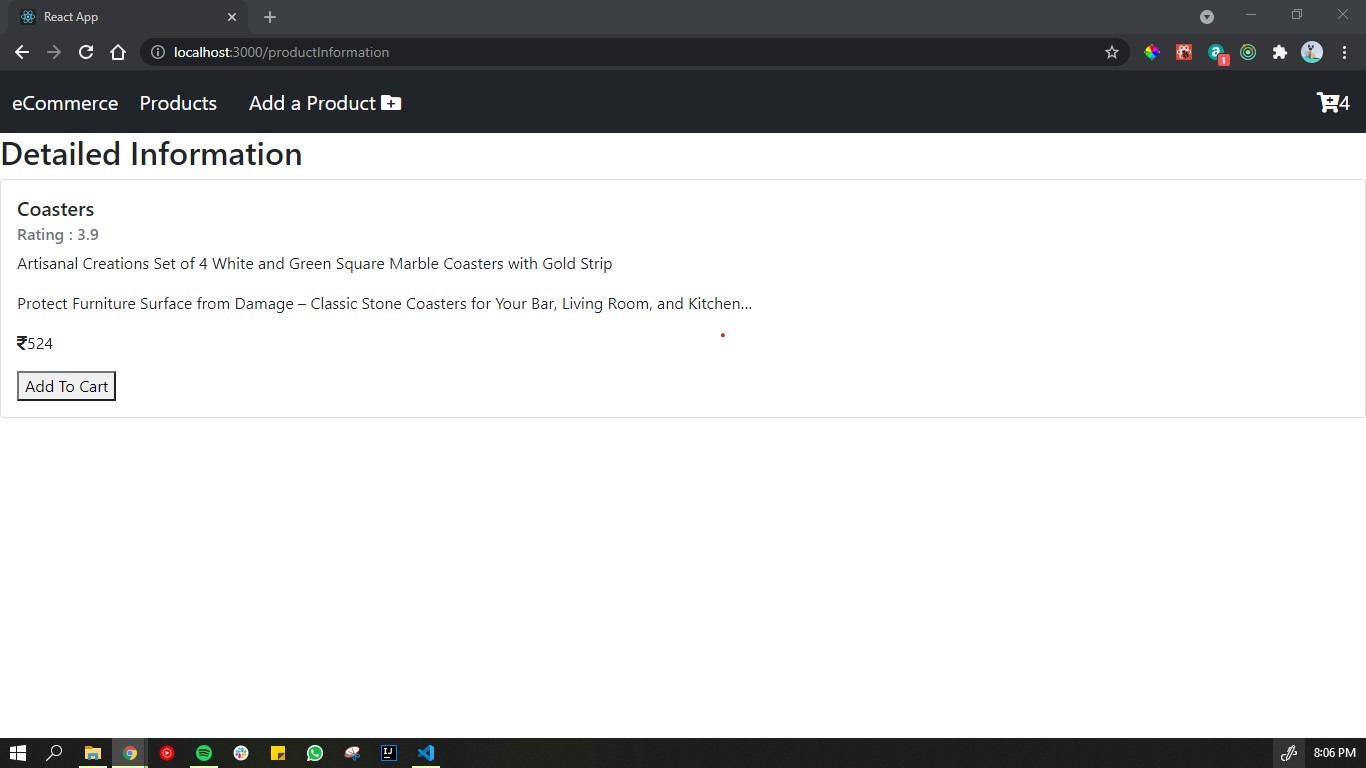 React App
localhost:3000/productInformation
1
eCommerce Products Add a Product 4
Detailed Information
Coasters
Rating : 3.9
Artisanal Creations Set of 4 White and Green Square Marble Coasters with Gold Strip
Protect Furniture Surface from Damage – Classic Stone Coasters for Your Bar, Living Room, and Kitchen...
₹524
Add To Cart
IJ
8:06 PM